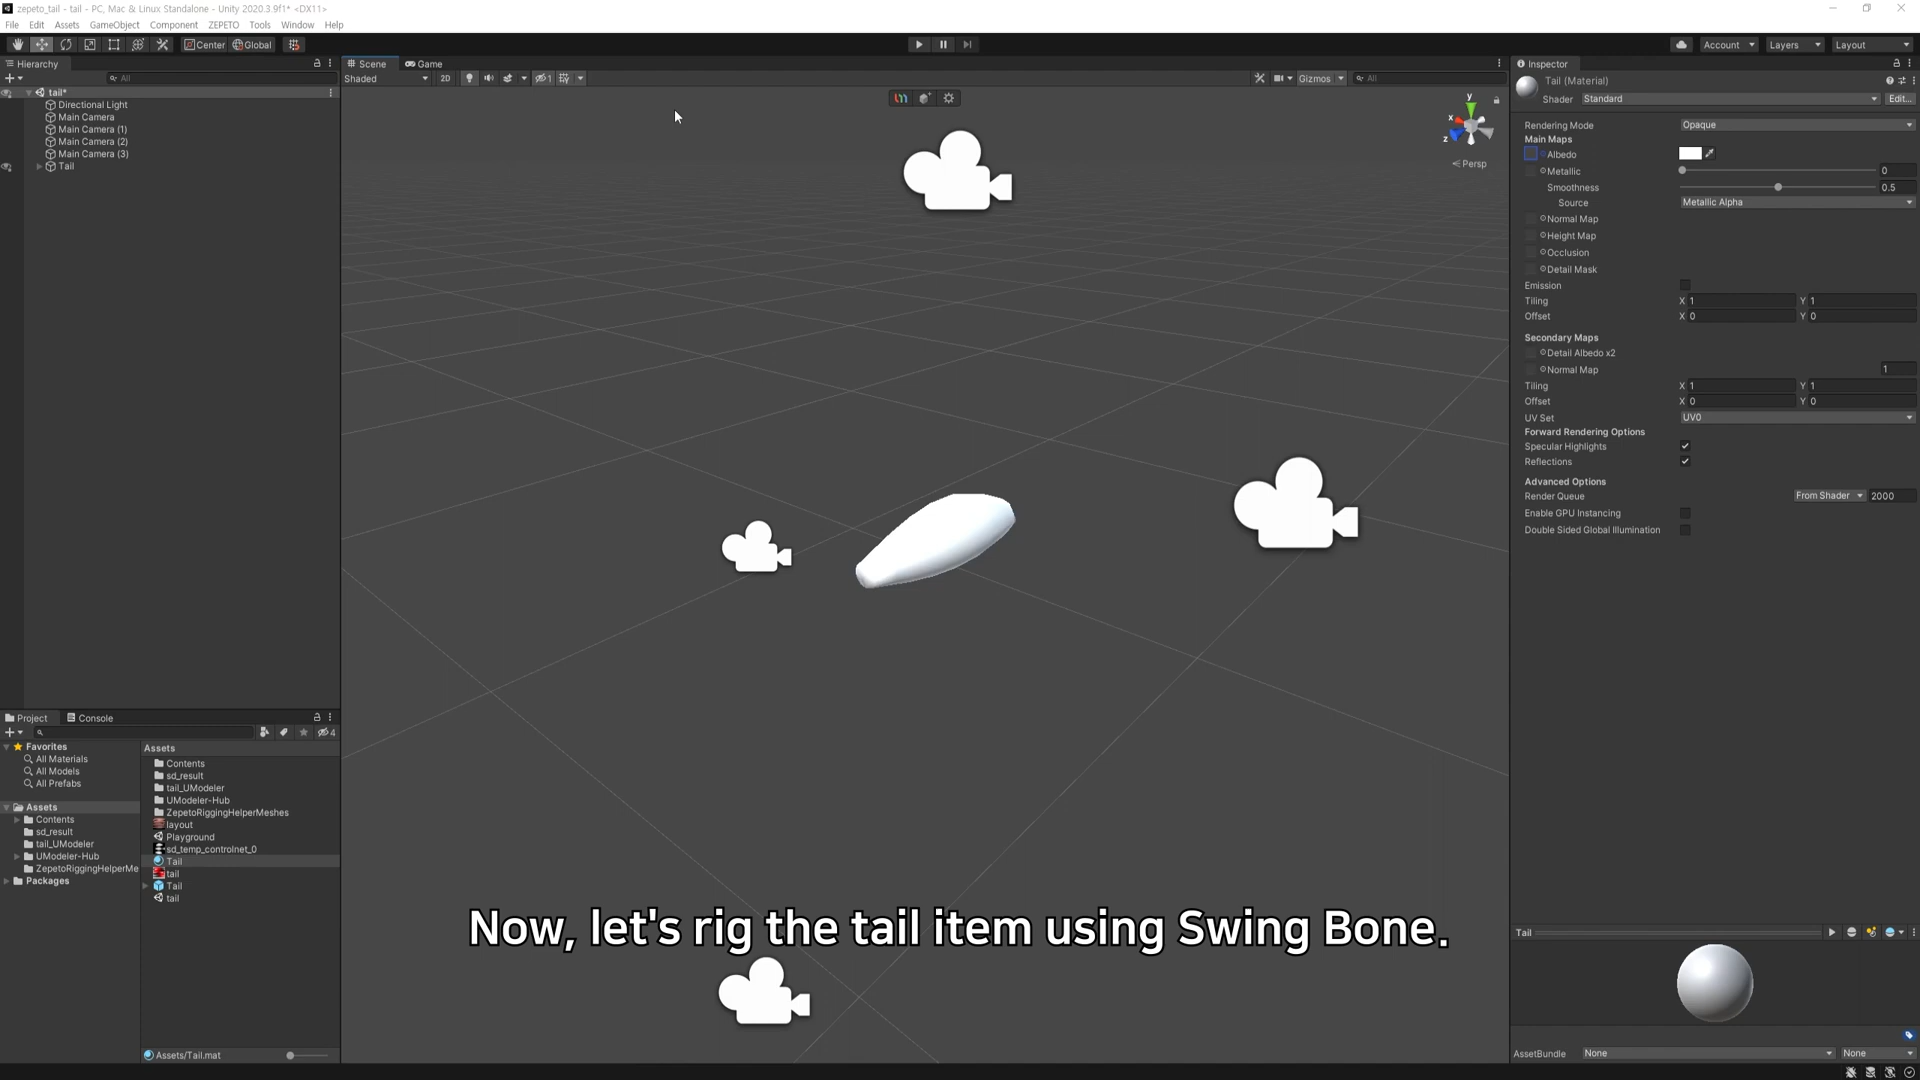 zepeto_tail - tail - PC, Mac & Linux Standalone - Unity 2020.3.9f1* <DX11>
File Edit Assets GameObject Component ZEPETO Tools Window Help
Center Global
Account Layers Layout
Hierarchy
All
tail*
Directional Light
Main Camera
Main Camera (1)
Main Camera (2)
Main Camera (3)
Tail
Scene Game
Shaded 2D 1 Gizmos All
y
x
z
Persp
Now, let's rig the tail item using Swing Bone.
Project Console
4
Favorites
All Materials
All Models
All Prefabs
Assets
Contents
sd_result
tail_UModeler
UModeler-Hub
ZepetoRiggingHelperMe
Packages
Assets
Contents
sd_result
tail_UModeler
UModeler-Hub
ZepetoRiggingHelperMeshes
layout
Playground
sd_temp_controlnet_0
Tail
tail
Tail
tail
Assets/Tail.mat
Inspector
Tail (Material)
Shader Standard Edit...
Rendering Mode Opaque
Main Maps
Albedo
Metallic 0
Smoothness 0.5
Source Metallic Alpha
Normal Map
Height Map
Occlusion
Detail Mask
Emission
Tiling X 1 Y 1
Offset X 0 Y 0
Secondary Maps
Detail Albedo x2
Normal Map 1
Tiling X 1 Y 1
Offset X 0 Y 0
UV Set UV0
Forward Rendering Options
Specular Highlights
Reflections
Advanced Options
Render Queue From Shader 2000
Enable GPU Instancing
Double Sided Global Illumination
Tail
AssetBundle None None